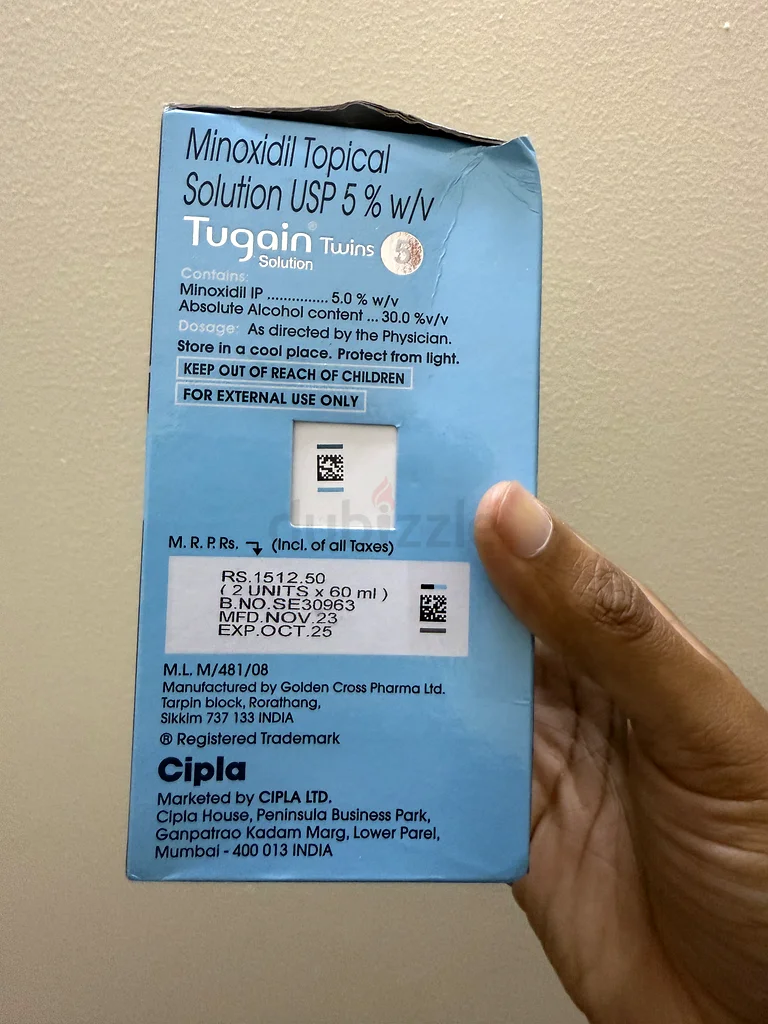 Minoxidil Topical
Solution USP 5 % w/v
Tugain® Twins 5
Solution
Contains:
Minoxidil IP ............... 5.0 % w/v
Absolute Alcohol content ... 30.0 %v/v
Dosage: As directed by the Physician.
Store in a cool place. Protect from light.
KEEP OUT OF REACH OF CHILDREN
FOR EXTERNAL USE ONLY
dubizzle
M. R. P. Rs. (Incl. of all Taxes)
RS.1512.50
( 2 UNITS x 60 ml )
B.NO.SE30963
MFD.NOV.23
EXP.OCT.25
M.L. M/481/08
Manufactured by Golden Cross Pharma Ltd.
Tarpin block, Rorathang,
Sikkim 737 133 INDIA
® Registered Trademark
Cipla
Marketed by CIPLA LTD.
Cipla House, Peninsula Business Park,
Ganpatrao Kadam Marg, Lower Parel,
Mumbai - 400 013 INDIA